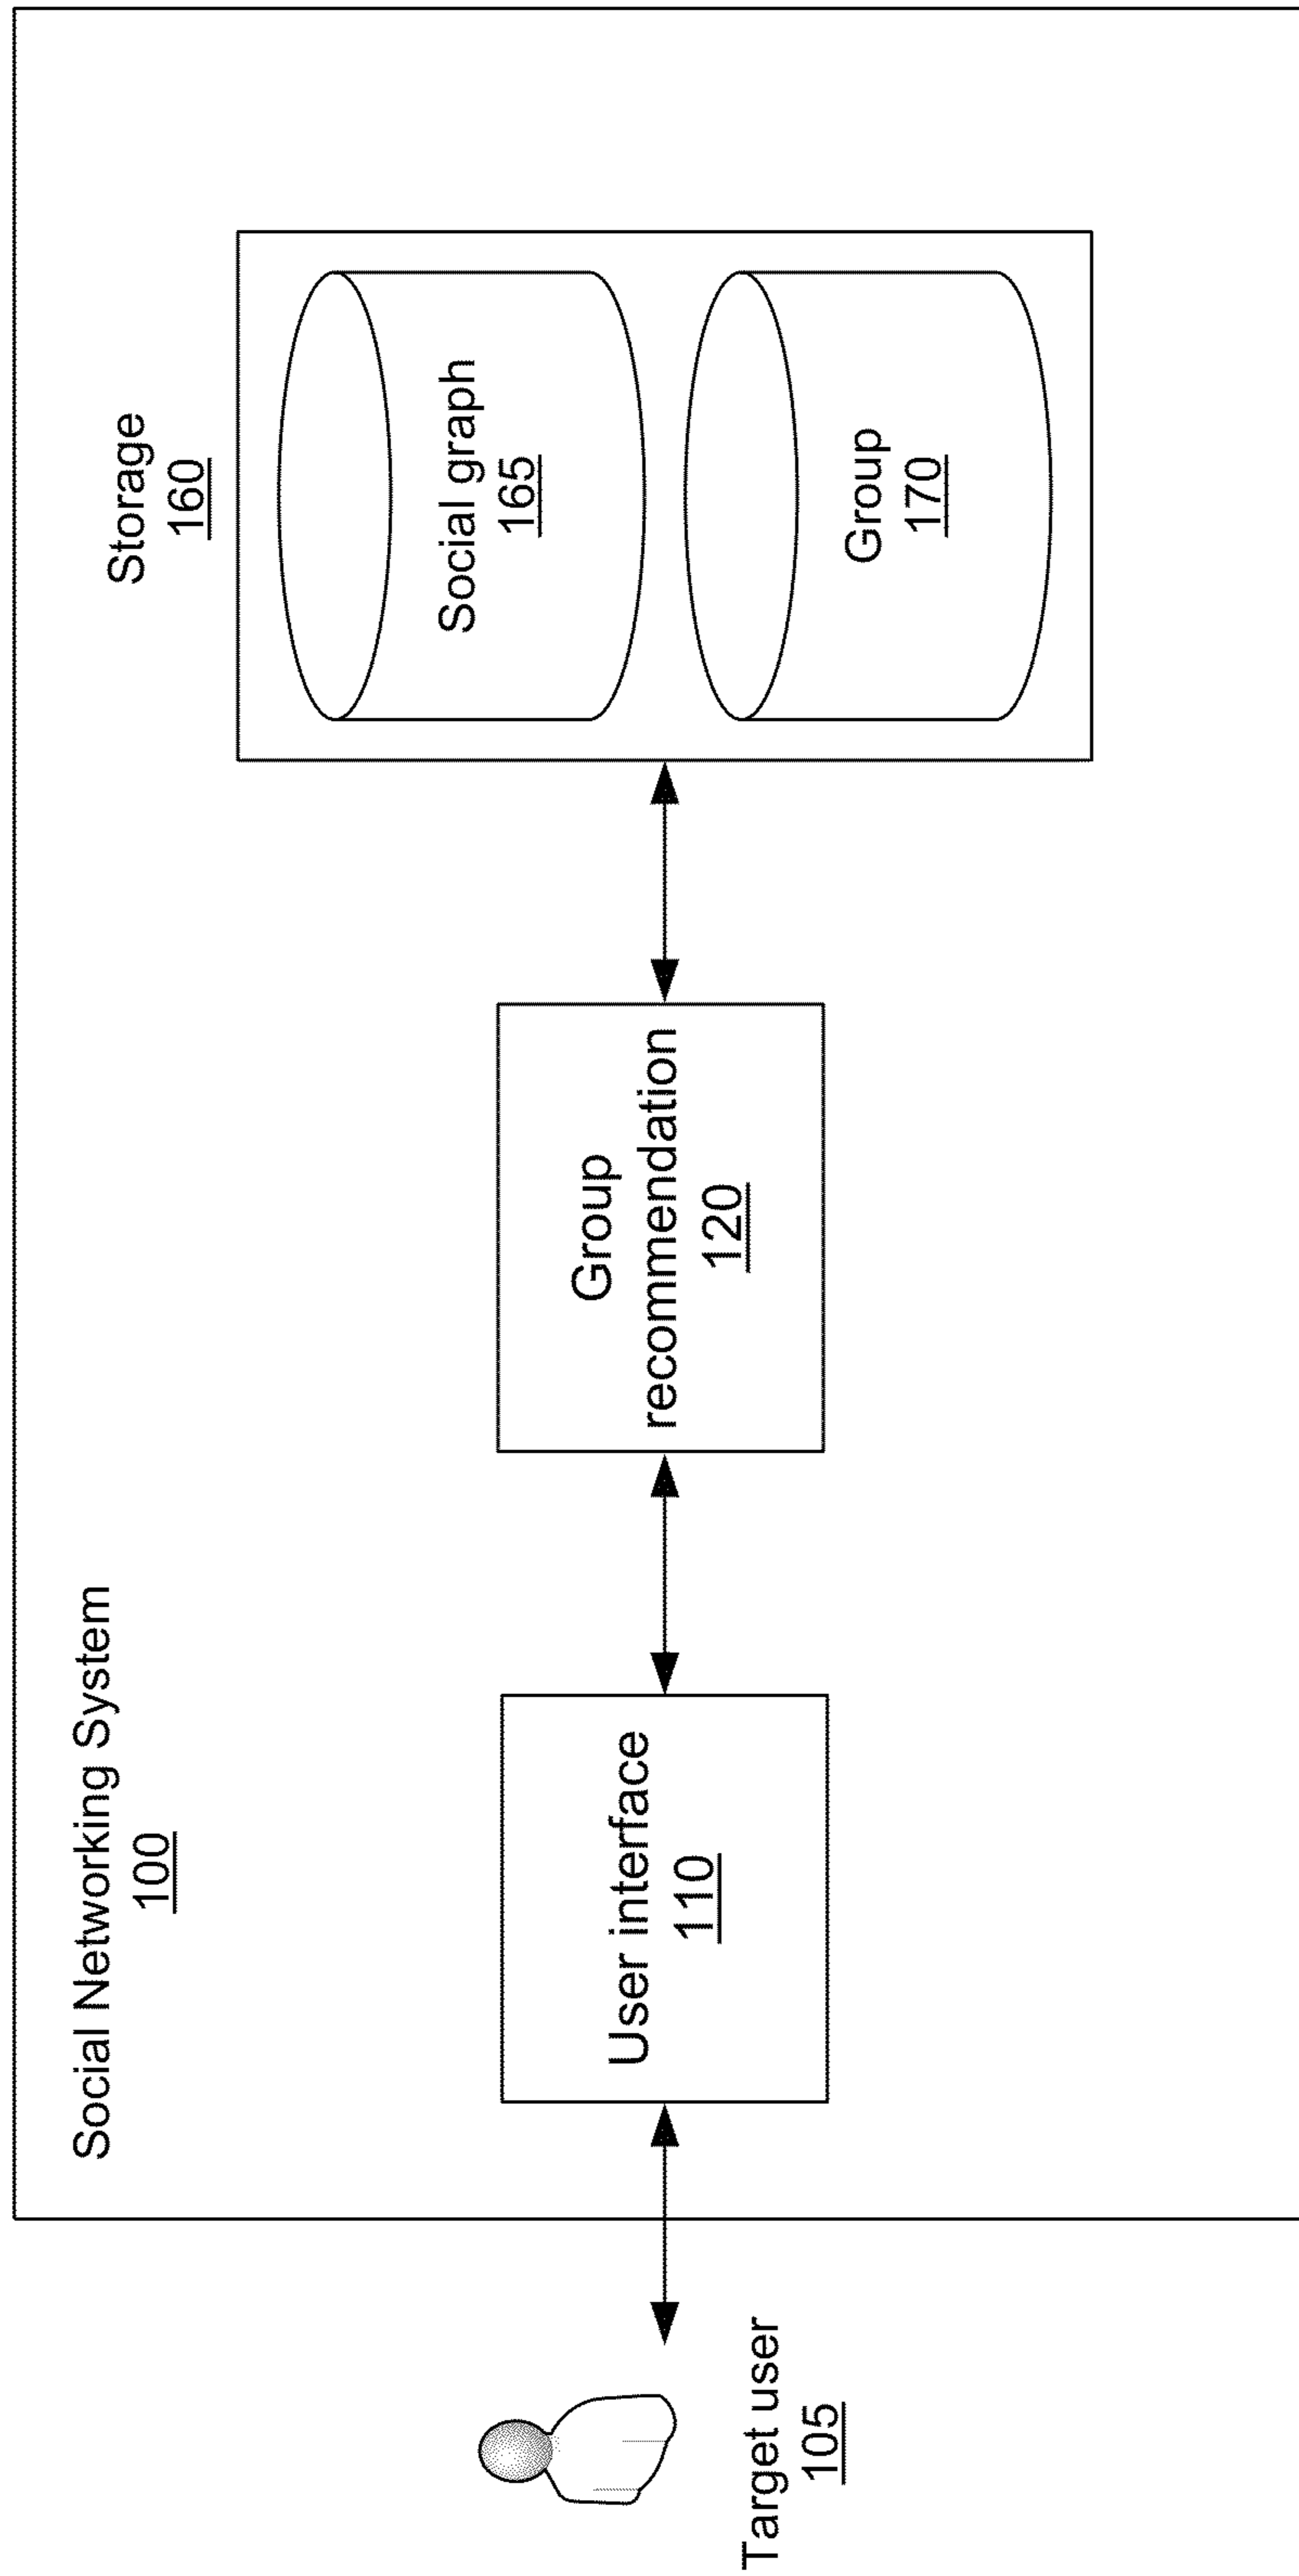 Social Networking System
100
Target user
105
User interface
110
Group
recommendation
120
Storage
160
Social graph
165
Group
170